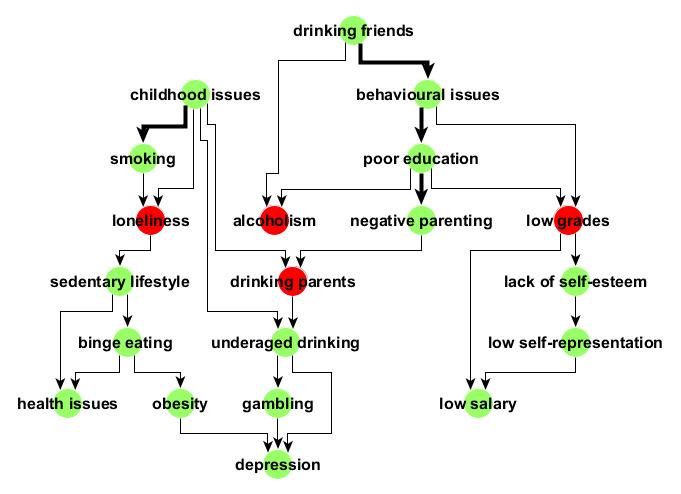 drinking friends
childhood issues
behavioural issues
smoking
poor education
loneliness
alcoholism
negative parenting
low grades
sedentary lifestyle
drinking parents
lack of self-esteem
binge eating
underaged drinking
low self-representation
health issues
obesity
gambling
low salary
depression